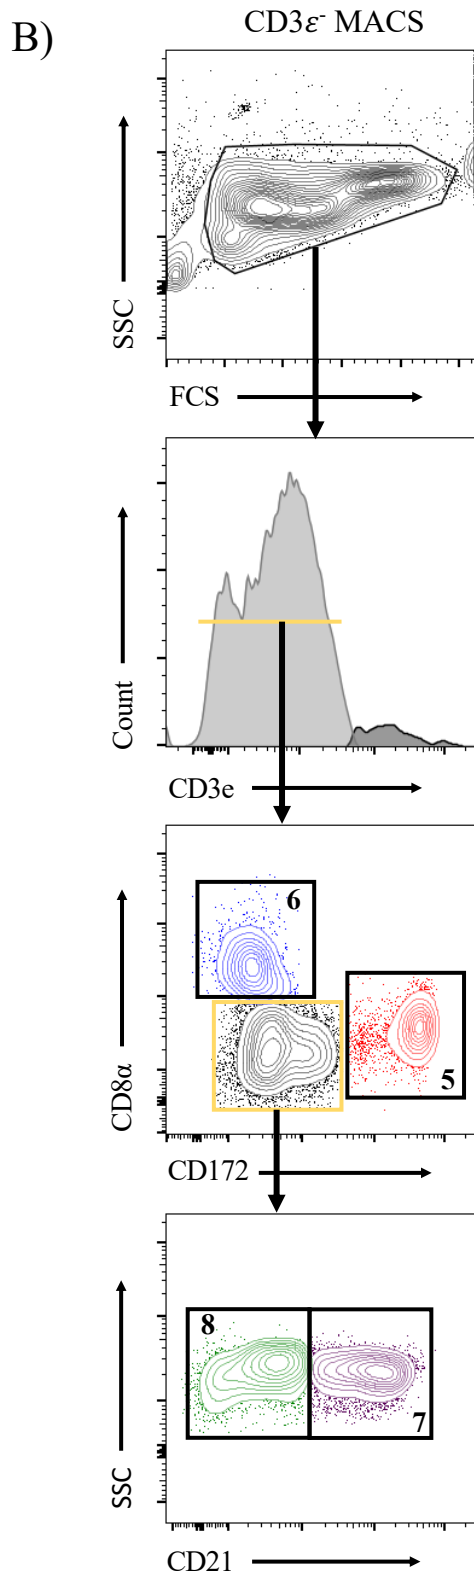 B)
CD3ε- MACS
SSC
FCS
Count
CD3e
6
5
CD8α
CD172
8
7
SSC
CD21